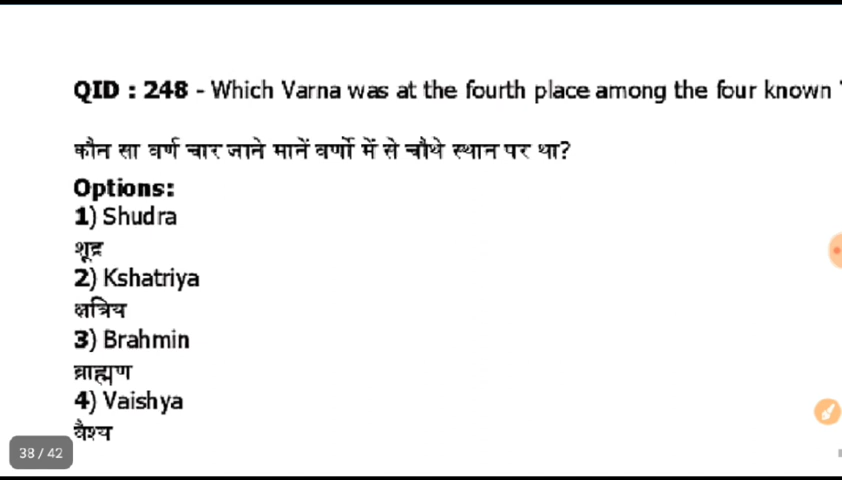 QID : 248 - Which Varna was at the fourth place among the four known
कौन सा वर्ण चार जाने मानें वर्णो में से चौथे स्थान पर था?
Options:
1) Shudra
शूद्र
2) Kshatriya
क्षत्रिय
3) Brahmin
ब्राह्मण
4) Vaishya
वैश्य
38 / 42